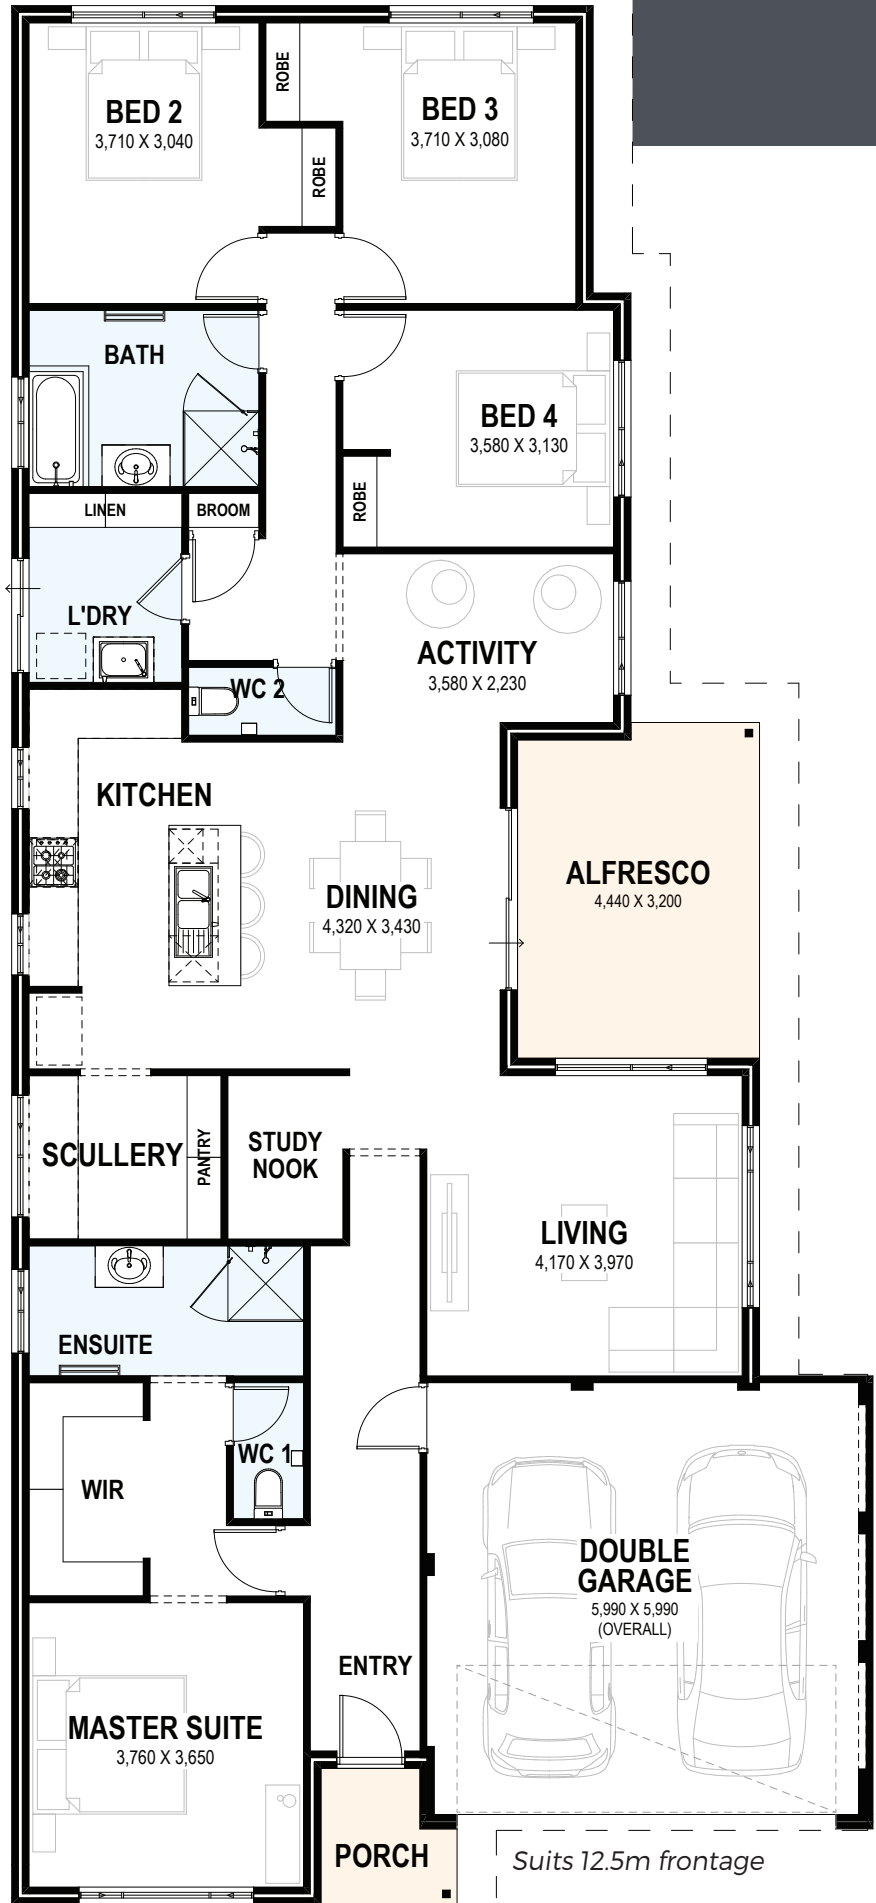 ROBE
BED 2
3,710 X 3,040
BED 3
3,710 X 3,080
ROBE
BATH
BED 4
3,580 X 3,130
ROBE
LINEN
BROOM
L'DRY
ACTIVITY
3,580 X 2,230
WC 2
KITCHEN
DINING
4,320 X 3,430
ALFRESCO
4,440 X 3,200
SCULLERY
PANTRY
STUDY
NOOK
LIVING
4,170 X 3,970
ENSUITE
WC 1
WIR
DOUBLE
GARAGE
5,990 X 5,990
(OVERALL)
ENTRY
MASTER SUITE
3,760 X 3,650
PORCH
Suits 12.5m frontage